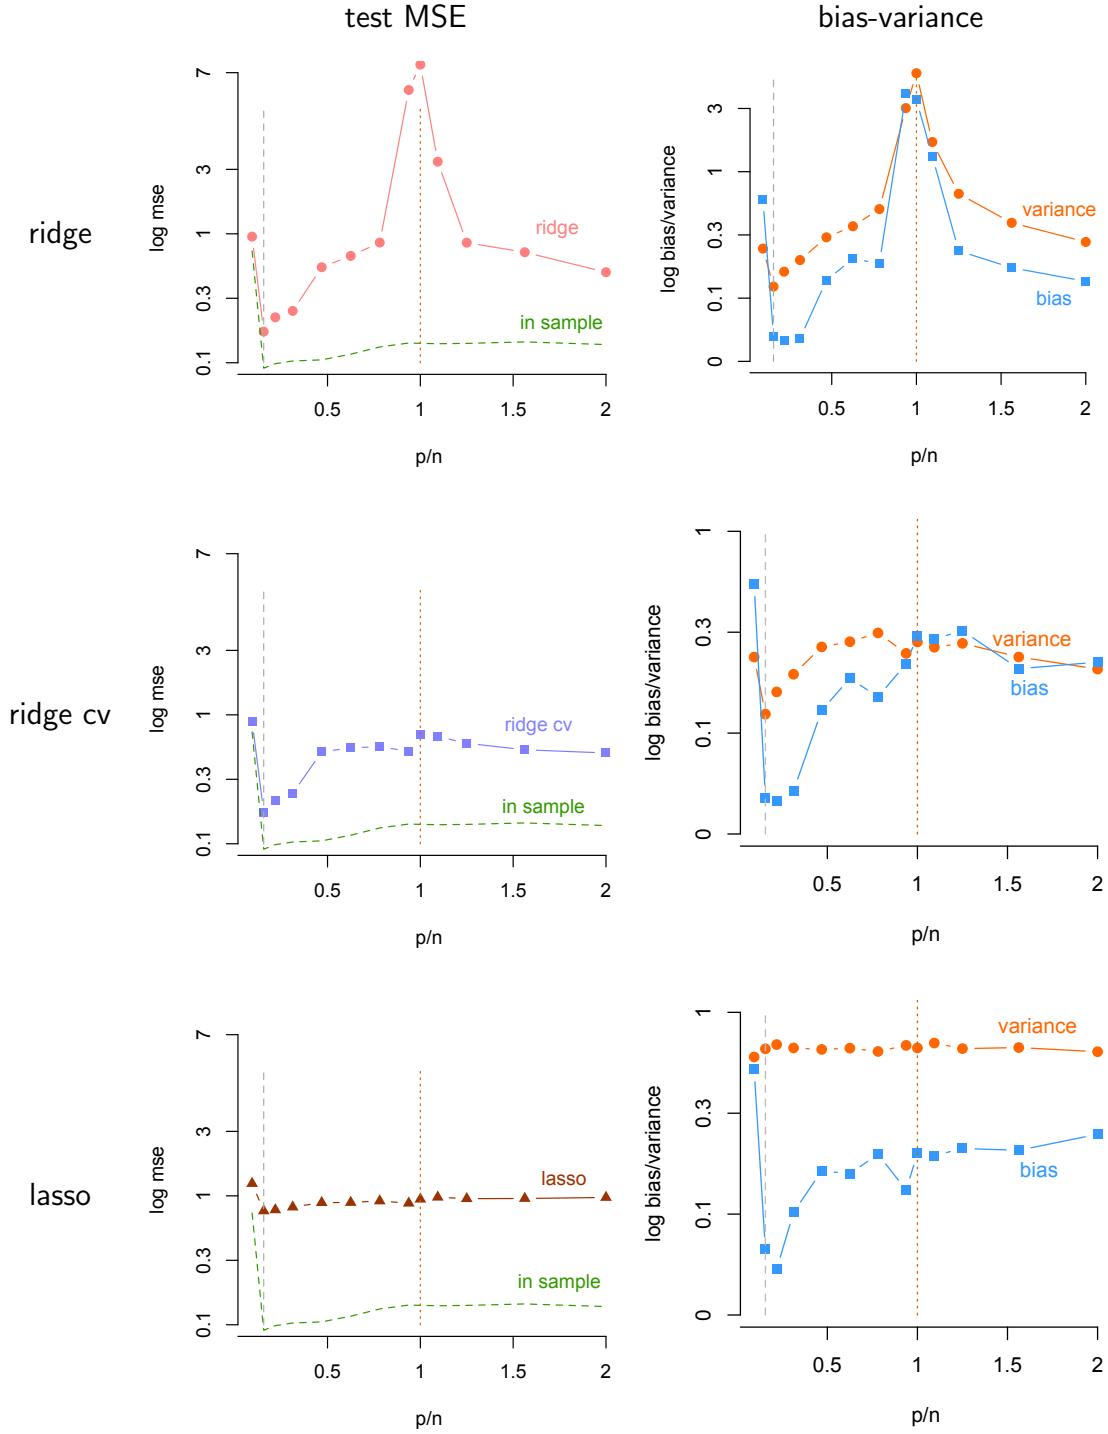 test MSE
bias-variance
ridge
log mse
7
3
1
0.3
0.1
ridge
in sample
0.5
1
1.5
2
p/n
log bias/variance
3
1
0.3
0.1
0
variance
bias
0.5
1
1.5
2
p/n
ridge cv
log mse
7
3
1
0.3
0.1
ridge cv
in sample
0.5
1
1.5
2
p/n
log bias/variance
1
0.3
0.1
0
variance
bias
0.5
1
1.5
2
p/n
lasso
log mse
7
3
1
0.3
0.1
lasso
in sample
0.5
1
1.5
2
p/n
log bias/variance
1
0.3
0.1
0
variance
bias
0.5
1
1.5
2
p/n